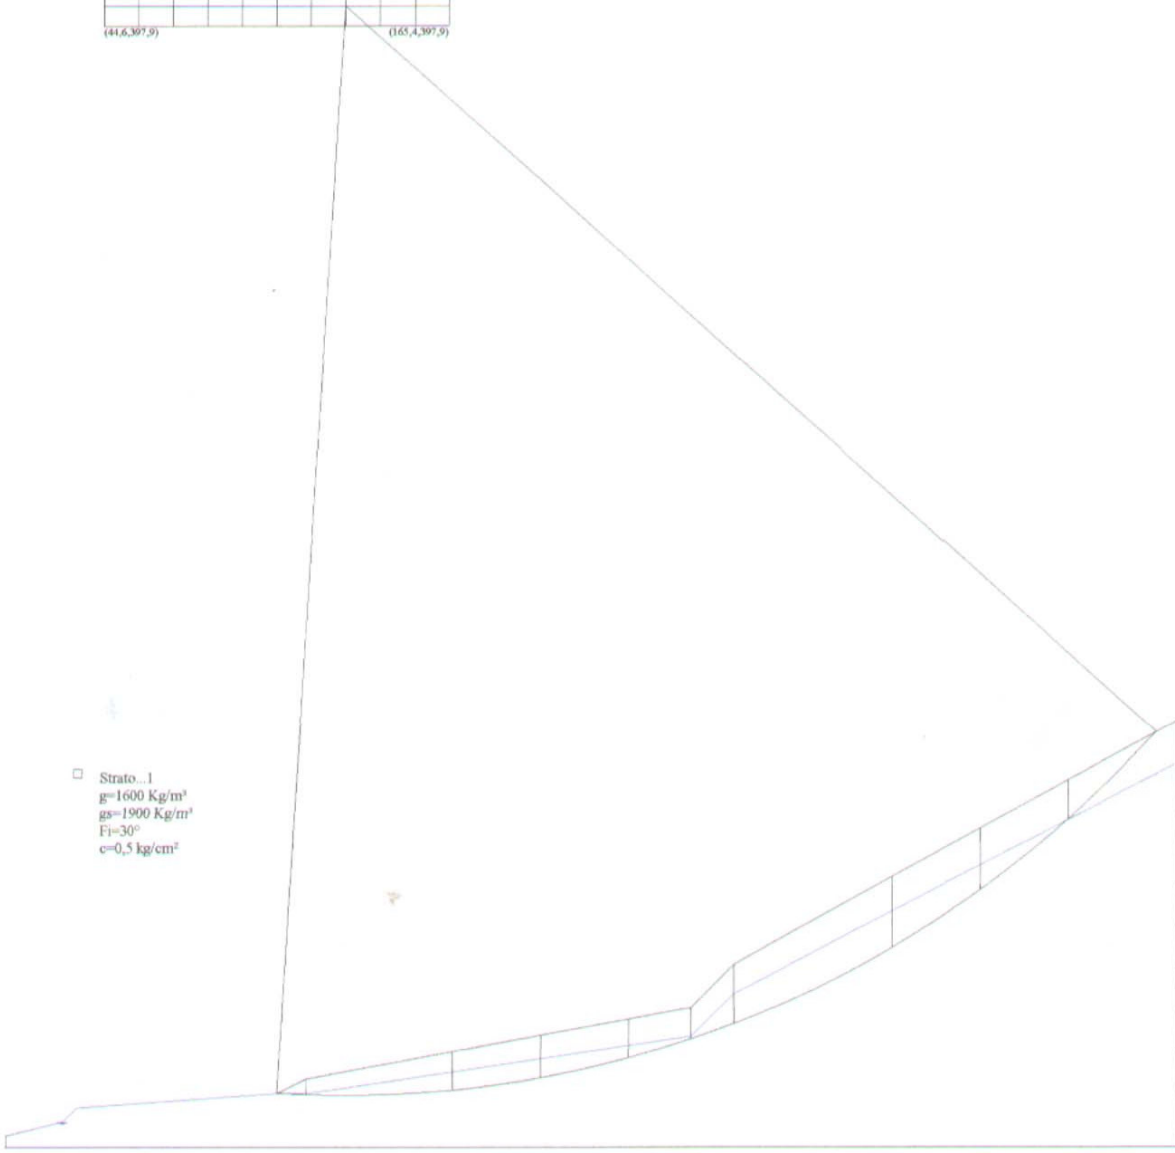 (44,6,397,9) (165,4,397,9)
Strato...1
g=1600 Kg/m³
gs=1900 Kg/m³
Fi=30°
c=0,5 kg/cm²